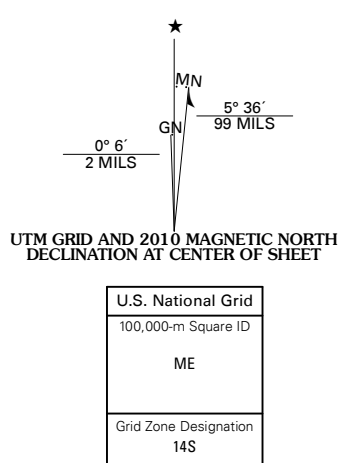 ★
MN
5° 36´
99 MILS
GN
0° 6´
2 MILS
UTM GRID AND 2010 MAGNETIC NORTH
DECLINATION AT CENTER OF SHEET
U.S. National Grid
100,000-m Square ID
ME
Grid Zone Designation
14S